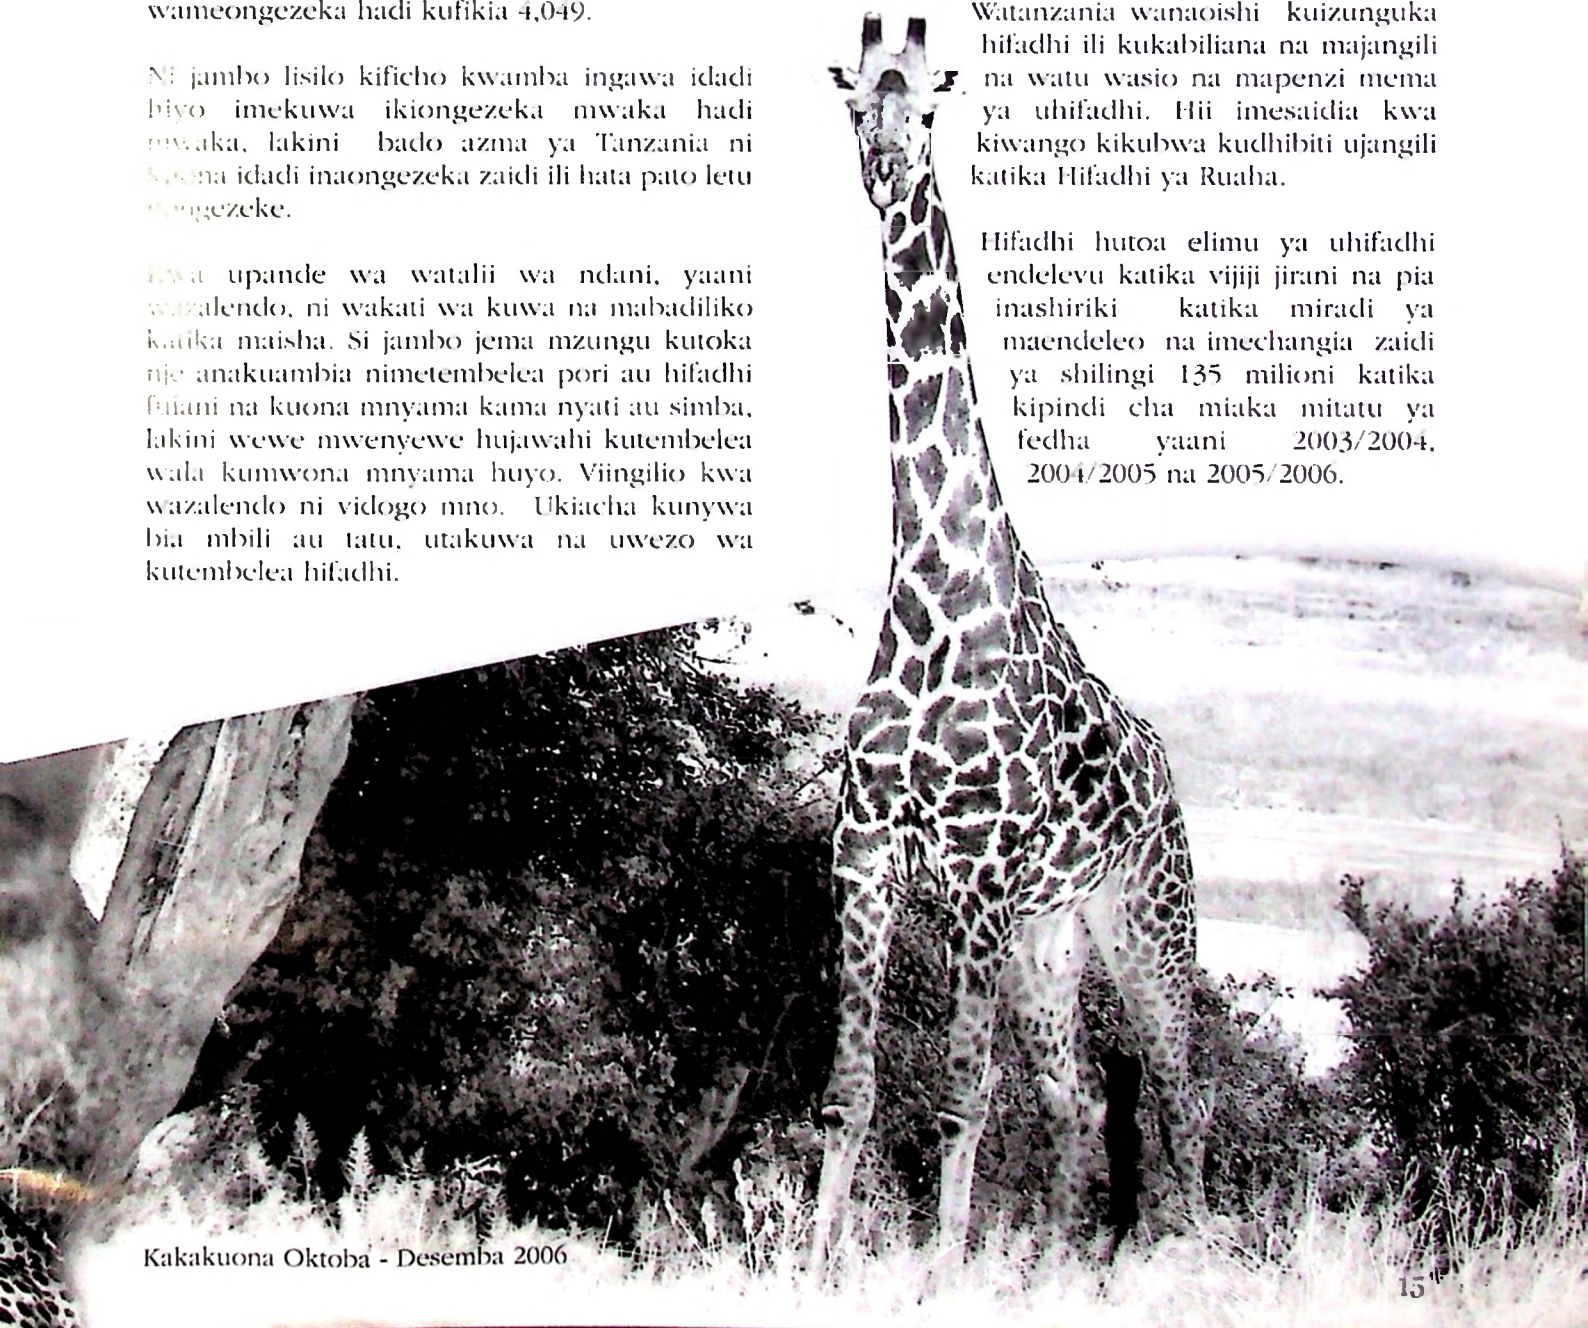 wameongezeka hadi kufikia 4,049.
Ni jambo lisilo kificho kwamba ingawa idadi
hiyo imekuwa ikiongezeka mwaka hadi
mwaka, lakini bado azma ya Tanzania ni
idadi inaongezeka zaidi ili hata pato letu
Kwa upande wa watalii wa ndani, yaani
wazalendo, ni wakati wa kuwa na mabadiliko
katika maisha. Si jambo jema mzungu kutoka
nje anakuambia nimetembelea pori au hifadhi
fulani na kuona mnyama kama nyati au simba,
lakini wewe mwenyewe hujawahi kutembelea
wala kumwona mnyama huyo. Viingilio kwa
wazalendo ni vidogo mno. Ukiacha kunywa
bia mbili au tatu, utakuwa na uwezo wa
kutembelea hifadhi.
Watanzania wanaoishi kuizunguka
hifadhi ili kukabiliana na majangili
na watu wasio na mapenzi mema
ya uhifadhi. Hii imesaidia kwa
kiwango kikubwa kudhibiti ujangili
katika Hifadhi ya Ruaha.
Hifadhi hutoa elimu ya uhifadhi
endelevu katika vijiji jirani na pia
inashiriki katika miradi ya
maendeleo na imechangia zaidi
ya shilingi 135 milioni katika
kipindi cha miaka mitatu ya
fedha yaani 2003/2004,
2004/2005 na 2005/2006.
Kakakuona Oktoba - Desemba 2006
15